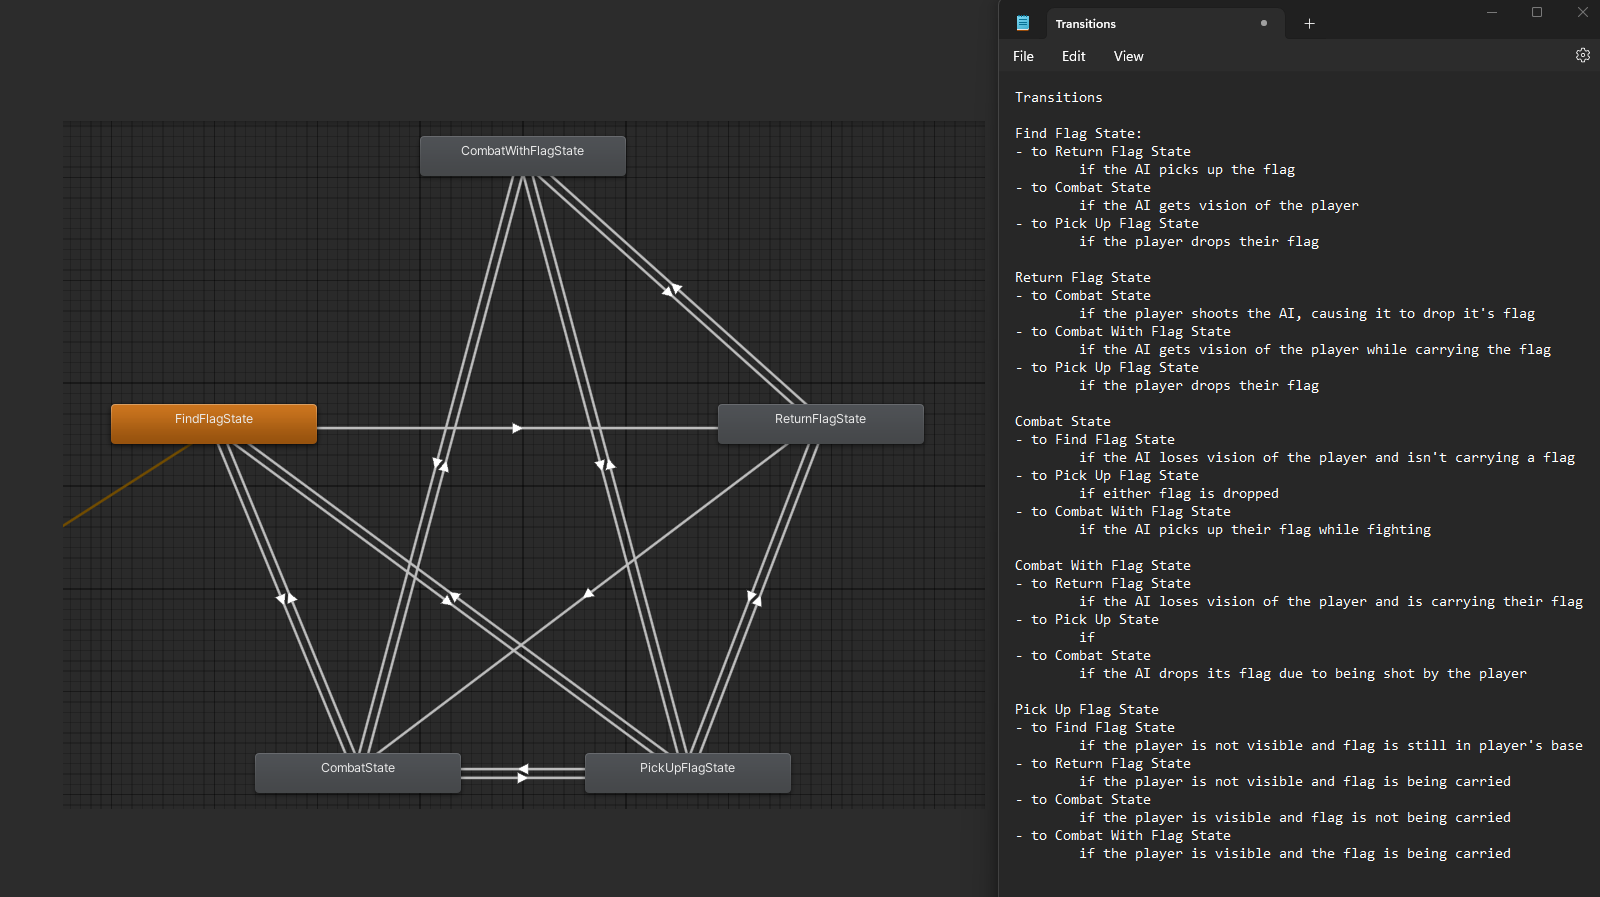 CombatWithFlagState
FindFlagState
ReturnFlagState
CombatState
PickUpFlagState
Transitions
File Edit View
Transitions
Find Flag State:
- to Return Flag State
if the AI picks up the flag
- to Combat State
if the AI gets vision of the player
- to Pick Up Flag State
if the player drops their flag
Return Flag State
- to Combat State
if the player shoots the AI, causing it to drop it's flag
- to Combat With Flag State
if the AI gets vision of the player while carrying the flag
- to Pick Up Flag State
if the player drops their flag
Combat State
- to Find Flag State
if the AI loses vision of the player and isn't carrying a flag
- to Pick Up Flag State
if either flag is dropped
- to Combat With Flag State
if the AI picks up their flag while fighting
Combat With Flag State
- to Return Flag State
if the AI loses vision of the player and is carrying their flag
- to Pick Up State
if
- to Combat State
if the AI drops its flag due to being shot by the player
Pick Up Flag State
- to Find Flag State
if the player is not visible and flag is still in player's base
- to Return Flag State
if the player is not visible and flag is being carried
- to Combat State
if the player is visible and flag is not being carried
- to Combat With Flag State
if the player is visible and the flag is being carried